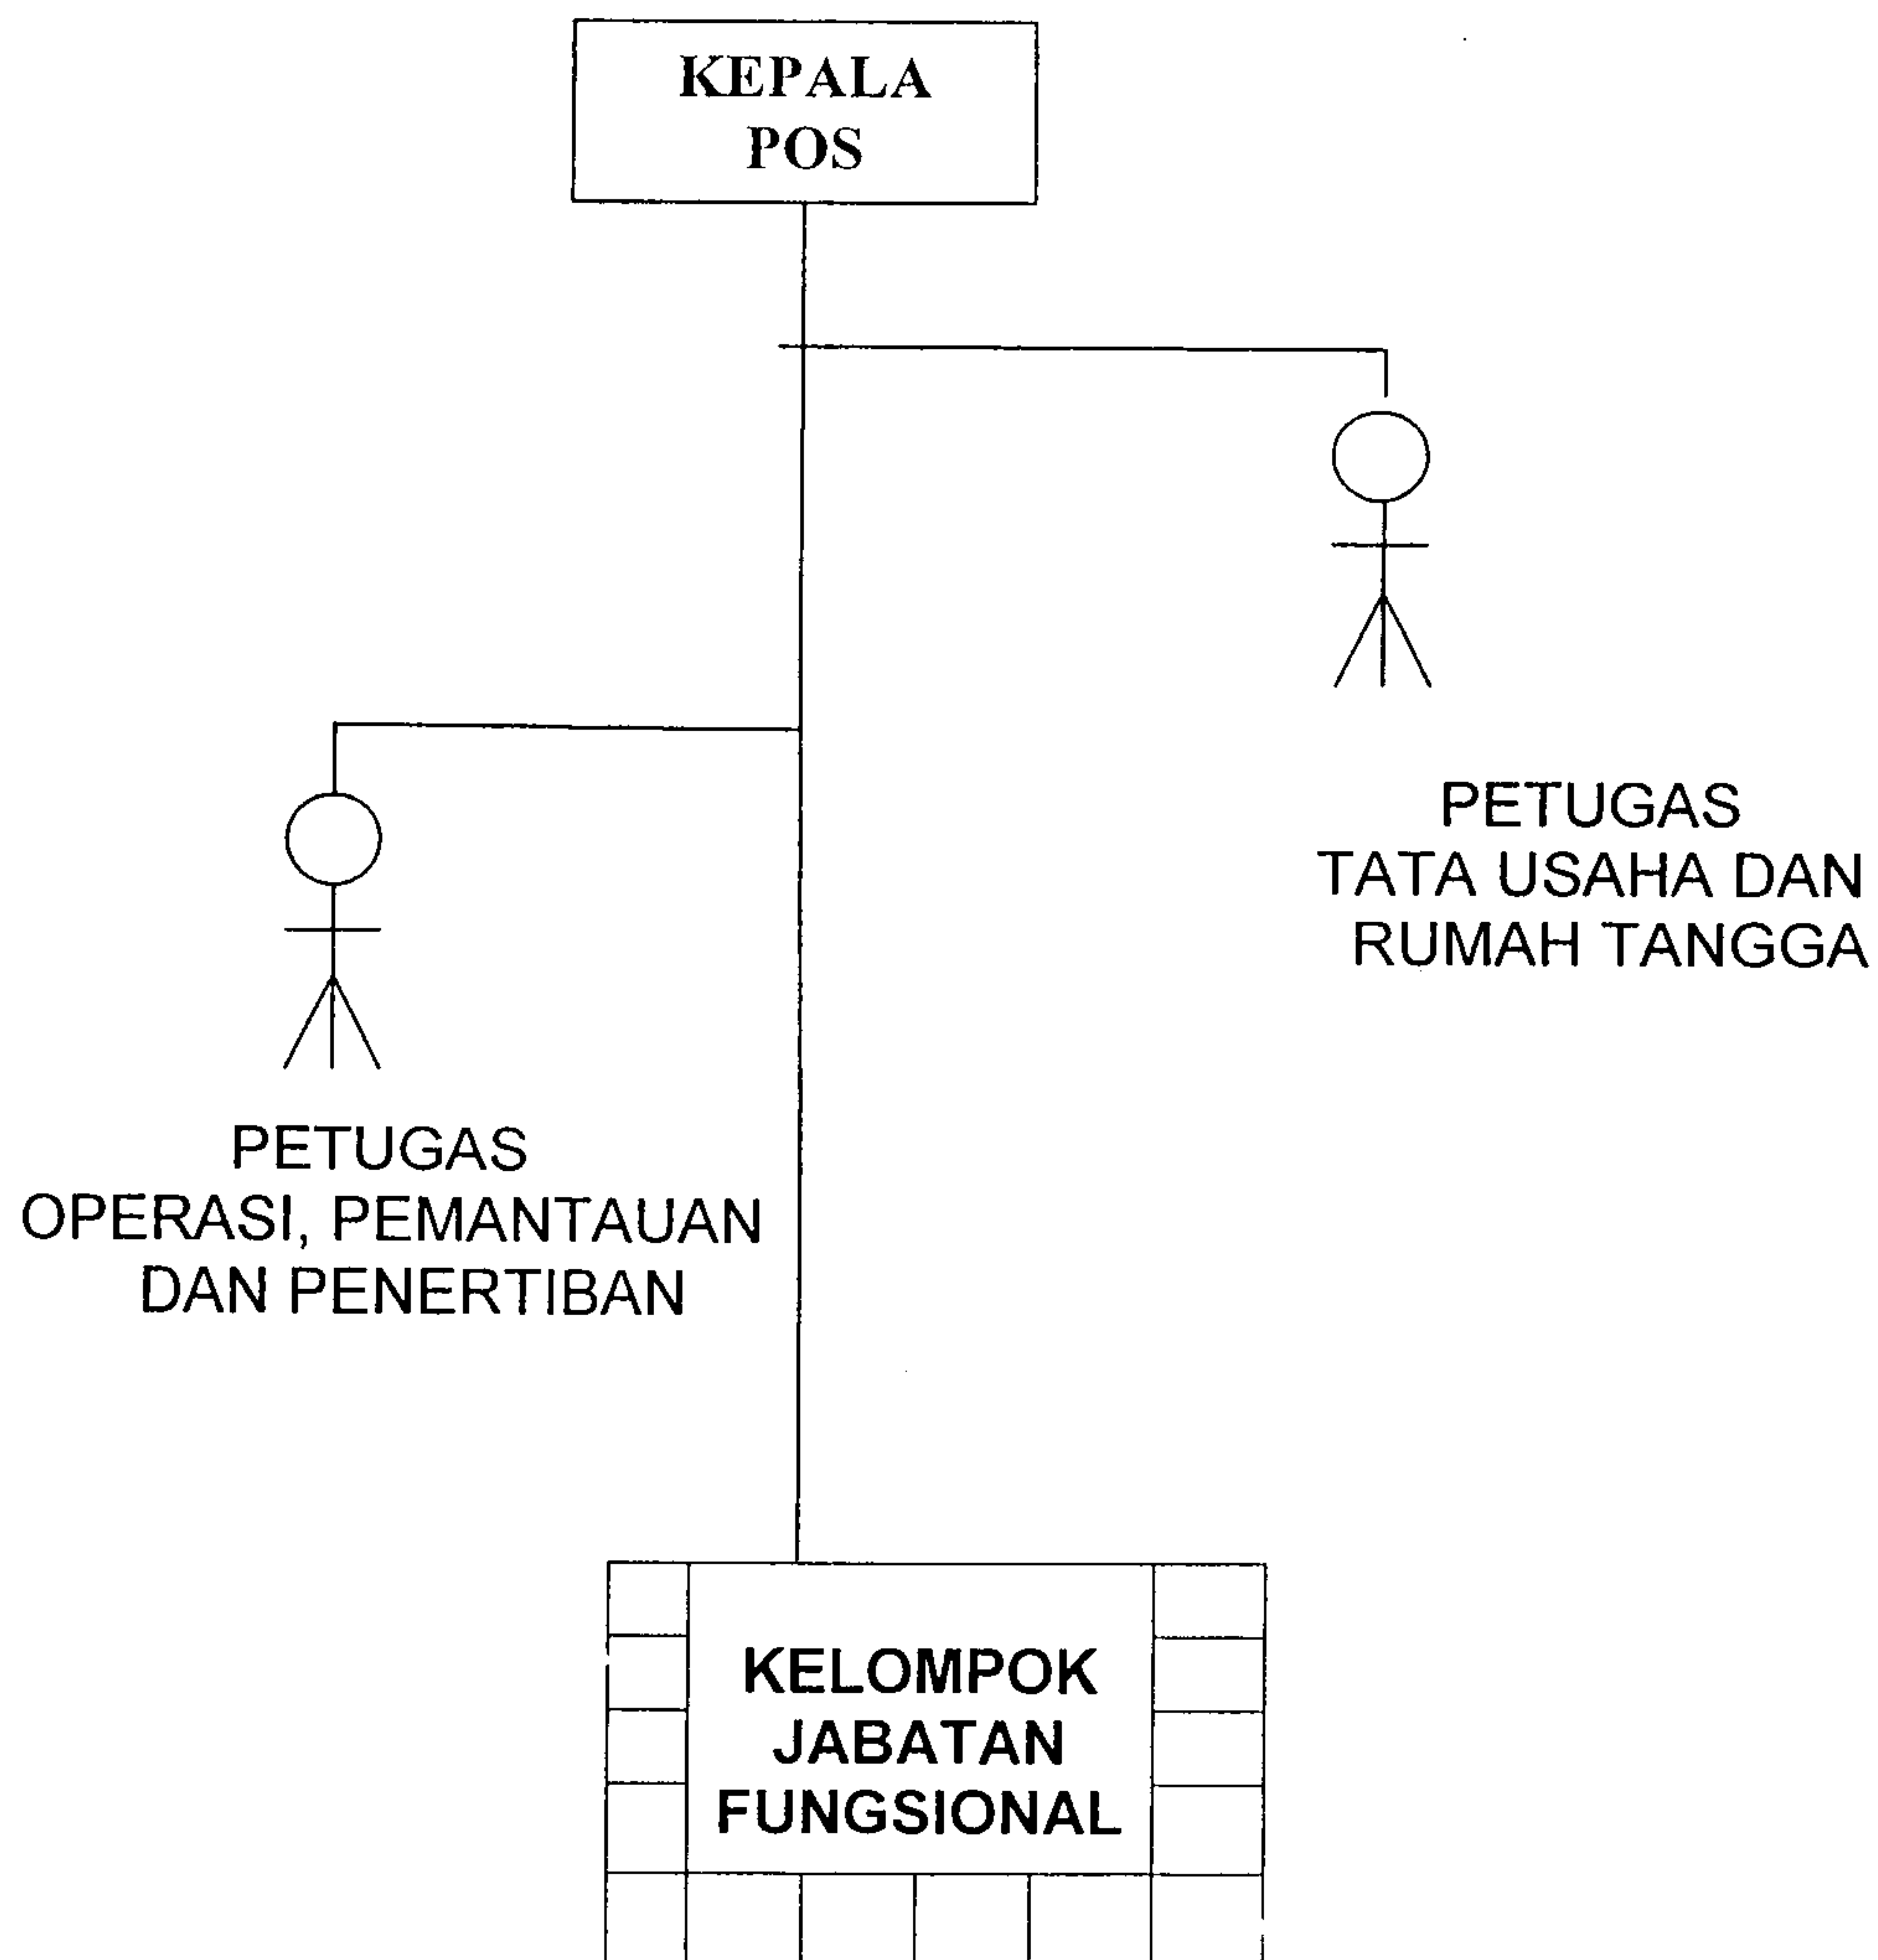 KEPALA
POS
PETUGAS
TATA USAHA DAN
RUMAH TANGGA
PETUGAS
OPERASI, PEMANTAUAN
DAN PENERTIBAN
KELOMPOK
JABATAN
FUNGSIONAL